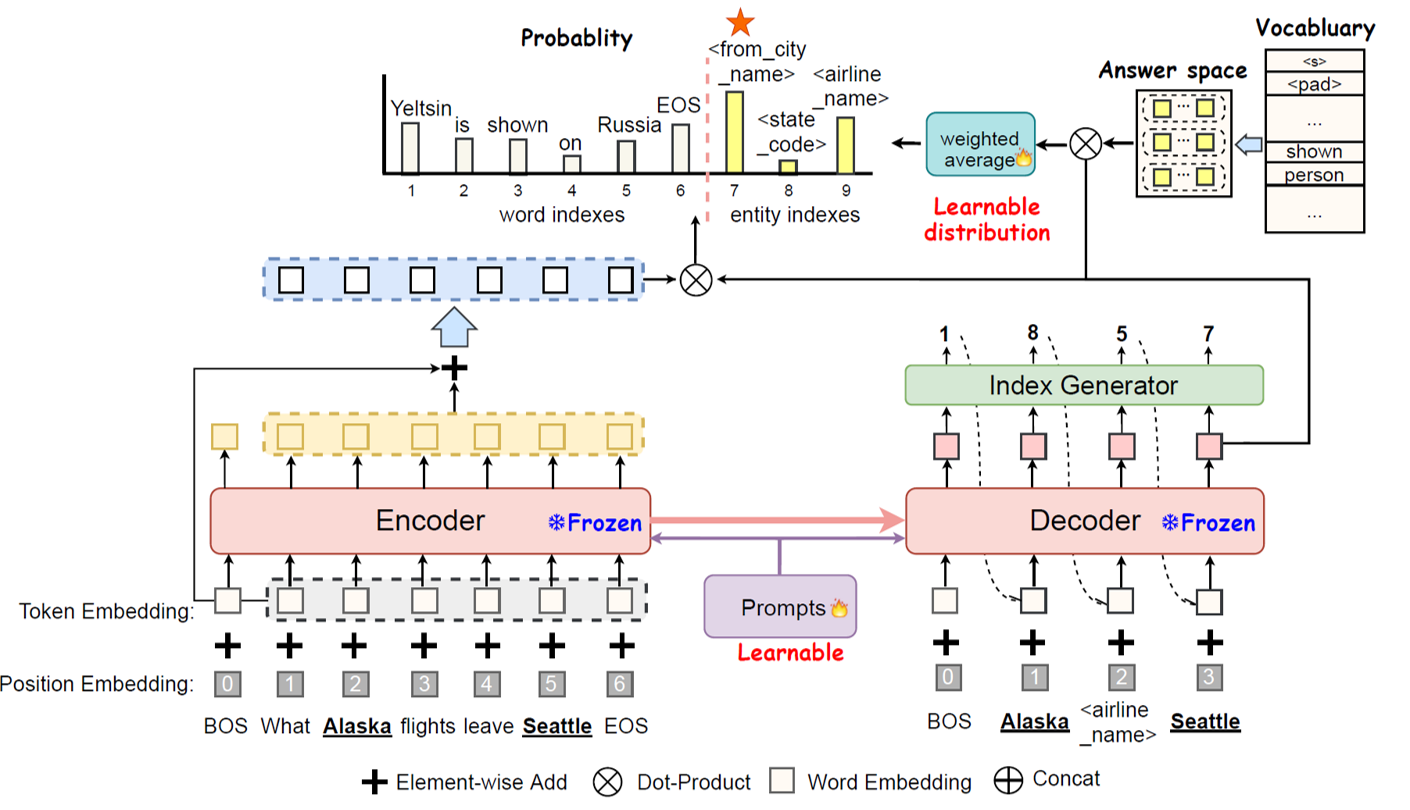 Probablity
Vocabluary
<from_city
_name>
<airline
_name>
Answer space
<s>
<pad>
...
shown
person
...
Yeltsin
is
shown
on
Russia
EOS
<state
_code>
weighted
average
Learnable
distribution
1 2 3 4 5 6 7 8 9
word indexes
entity indexes
1 8 5 7
Index Generator
Encoder
Frozen
Decoder
Frozen
Prompts
Learnable
Token Embedding:
Position Embedding:
0 1 2 3 4 5 6
0 1 2 3
BOS What Alaska flights leave Seattle EOS
BOS Alaska <airline
_name> Seattle
Element-wise Add
Dot-Product
Word Embedding
Concat